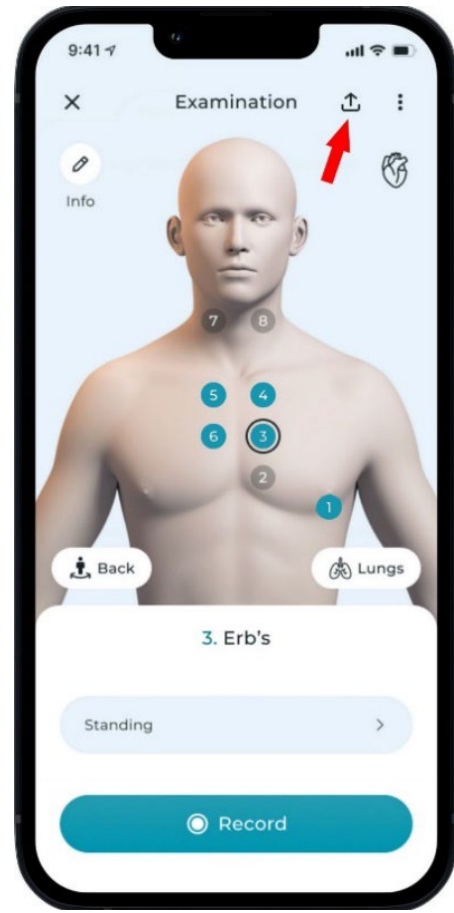 9:41
Examination
Info
7 8
5 4
6 3
2
1
Back
Lungs
3. Erb's
Standing
Record